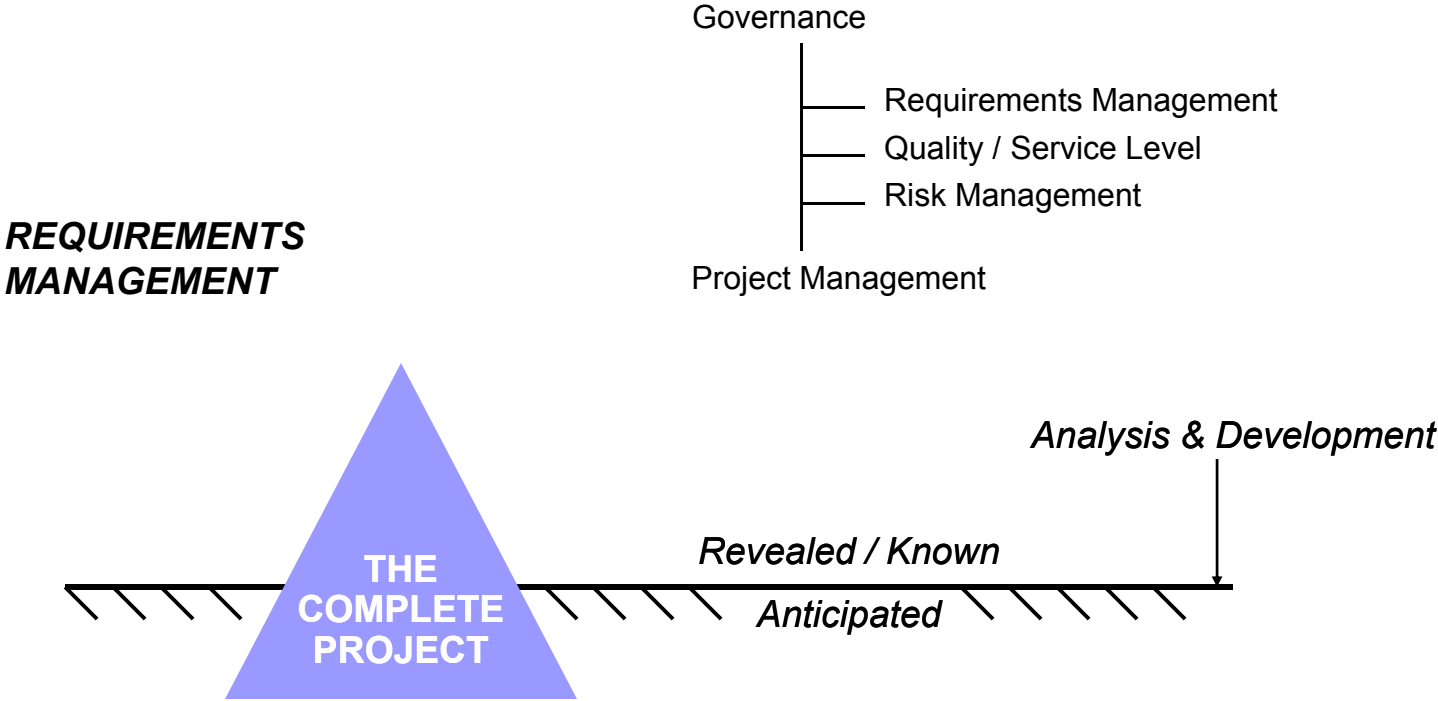 Governance
Requirements Management
Quality / Service Level
Risk Management
REQUIREMENTS
MANAGEMENT
Project Management
Analysis & Development
Revealed / Known
THE
COMPLETE
PROJECT
Anticipated